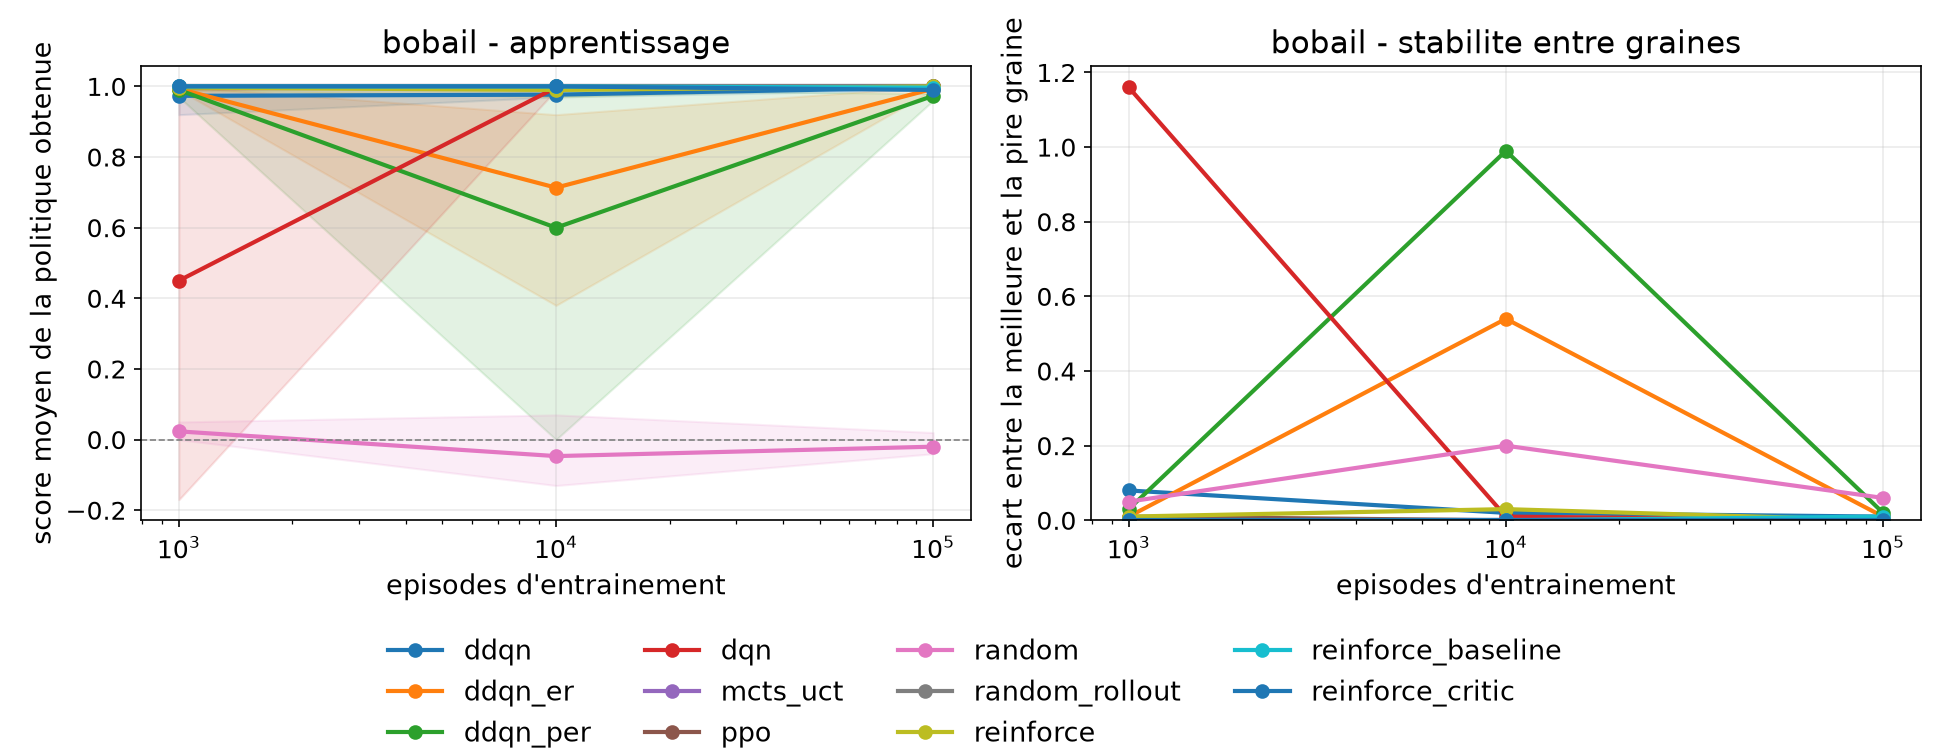 bobail - apprentissage
score moyen de la politique obtenue
1.0
0.8
0.6
0.4
0.2
0.0
−0.2
10³
10⁴
10⁵
episodes d'entrainement
bobail - stabilite entre graines
ecart entre la meilleure et la pire graine
1.2
1.0
0.8
0.6
0.4
0.2
0.0
10³
10⁴
10⁵
episodes d'entrainement
ddqn
ddqn_er
ddqn_per
dqn
mcts_uct
ppo
random
random_rollout
reinforce
reinforce_baseline
reinforce_critic